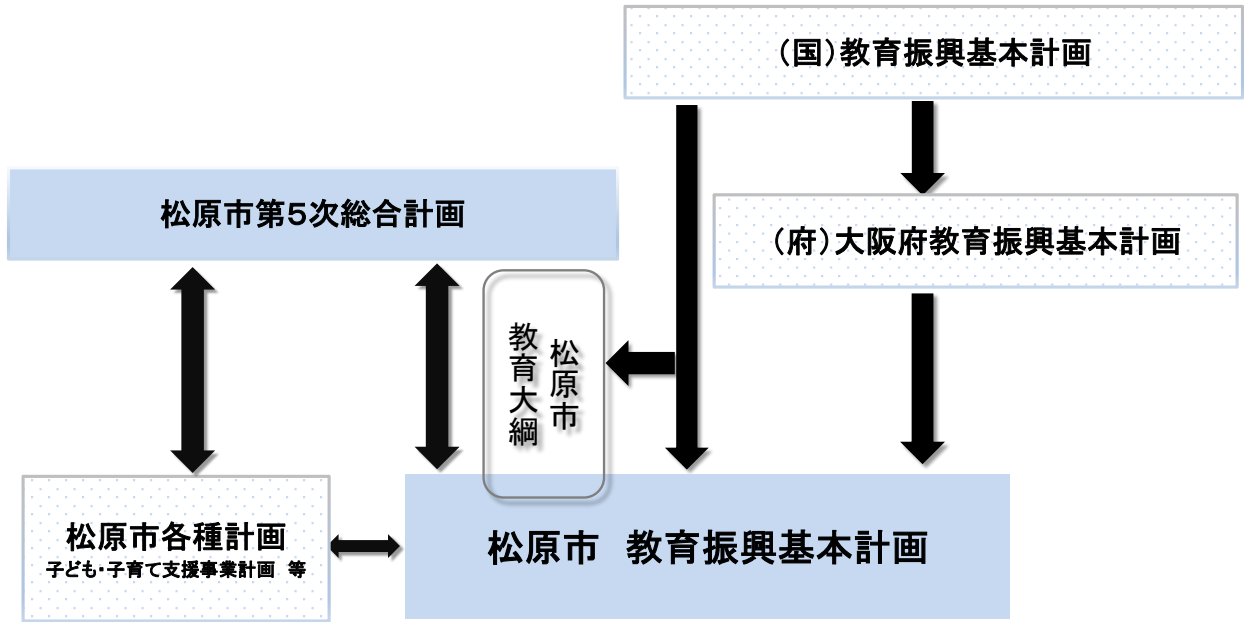 （国）教育振興基本計画
松原市第５次総合計画
（府）大阪府教育振興基本計画
松原市
教育大綱
松原市各種計画
子ども・子育て支援事業計画　等
松原市　教育振興基本計画